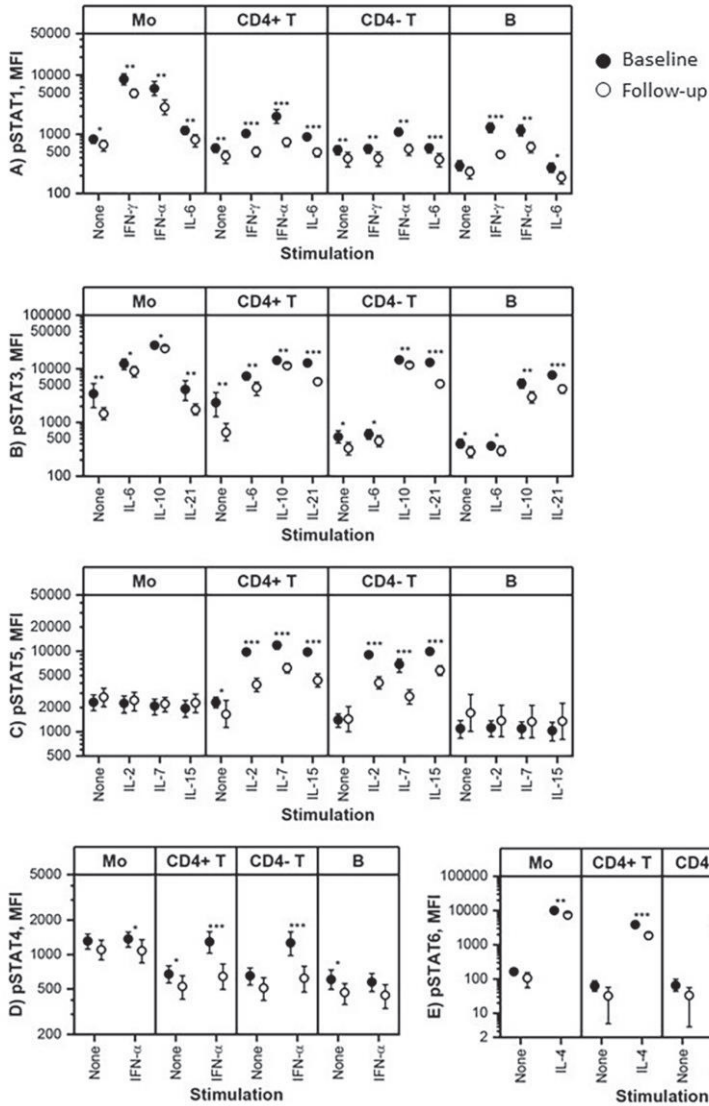 Mo CD4+ T CD4- T B
● Baseline
○ Follow-up
A) pSTAT1, MFI
50000
10000
5000
1000
500
100
* ** ** ** ** *** *** *** ** ** ** *** *** ** *
None IFN-γ IFN-α IL-6 None IFN-γ IFN-α IL-6 None IFN-γ IFN-α IL-6 None IFN-γ IFN-α IL-6
Stimulation
Mo CD4+ T CD4- T B
B) pSTAT3, MFI
100000
50000
10000
5000
1000
500
100
** * * ** ** ** ** *** * * ** *** * * ** ***
None IL-6 IL-10 IL-21 None IL-6 IL-10 IL-21 None IL-6 IL-10 IL-21 None IL-6 IL-10 IL-21
Stimulation
Mo CD4+ T CD4- T B
C) pSTAT5, MFI
50000
10000
5000
2000
1000
500
* *** *** *** *** *** ***
None IL-2 IL-7 IL-15 None IL-2 IL-7 IL-15 None IL-2 IL-7 IL-15 None IL-2 IL-7 IL-15
Stimulation
Mo CD4+ T CD4- T B
D) pSTAT4, MFI
5000
2000
1000
500
200
* * *** *** *
None IFN-α None IFN-α None IFN-α None IFN-α
Stimulation
Mo CD4+ T CD4
E) pSTAT6, MFI
100000
10000
1000
100
10
2
** ***
None IL-4 None IL-4 None
Stimulation